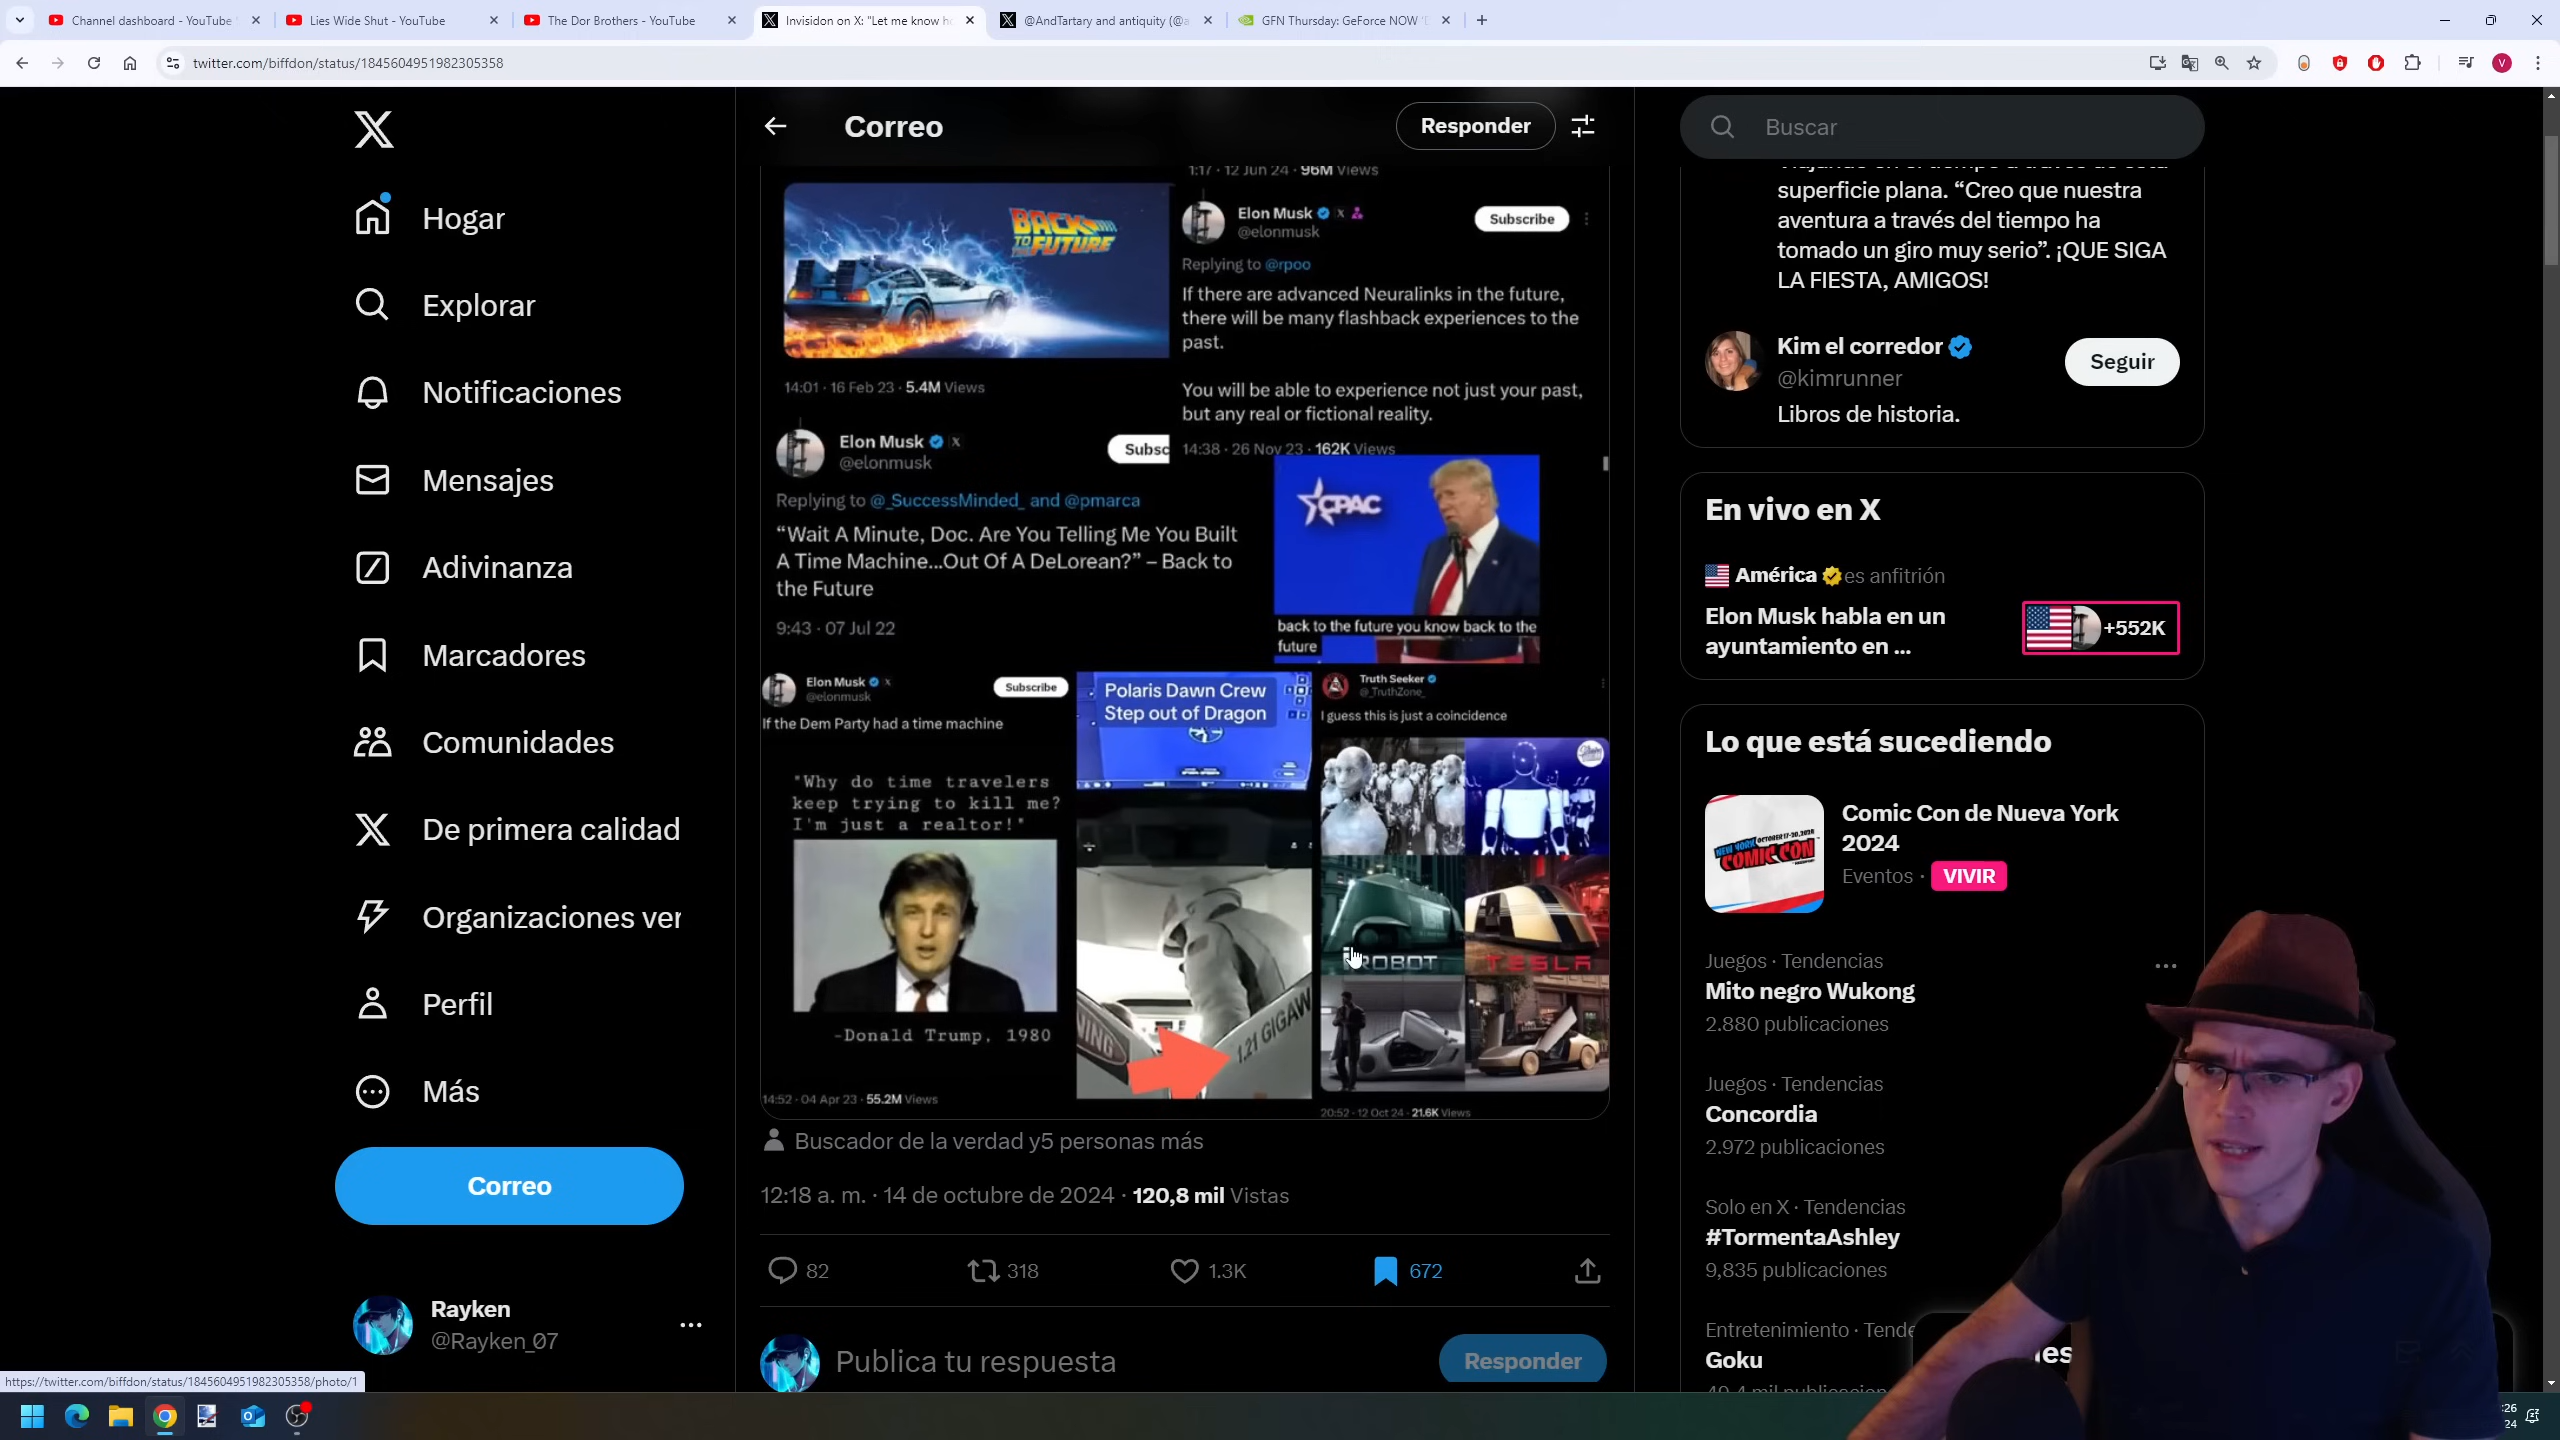 Channel dashboard - YouTube
Lies Wide Shut - YouTube
The Dor Brothers - YouTube
Invisidon on X: "Let me know ho
@AndTartary and antiquity (@a
GFN Thursday: GeForce NOW
twitter.com/biffdon/status/1845604951982305358
V
Hogar
Explorar
Notificaciones
Mensajes
Adivinanza
Marcadores
Comunidades
De primera calidad
Organizaciones ver
Perfil
Más
Correo
Rayken
@Rayken_07
https://twitter.com/biffdon/status/1845604951982305358/photo/1
Correo
Responder
BACK
TO THE
FUTURE
14:01 · 16 Feb 23 · 5.4M Views
Elon Musk
@elonmusk
Subsc
Replying to @_SuccessMinded_ and @pmarca
“Wait A Minute, Doc. Are You Telling Me You Built
A Time Machine...Out Of A DeLorean?” – Back to
the Future
9:43 · 07 Jul 22
1:17 · 12 Jun 24 · 96M Views
Elon Musk
@elonmusk
Subscribe
Replying to @rpoo
If there are advanced Neuralinks in the future,
there will be many flashback experiences to the
past.
You will be able to experience not just your past,
but any real or fictional reality.
14:38 · 26 Nov 23 · 162K Views
CPAC
back to the future you know back to the
future
Elon Musk
@elonmusk
Subscribe
If the Dem Party had a time machine
"Why do time travelers
keep trying to kill me?
I'm just a realtor!"
-Donald Trump, 1980
14:52 · 04 Apr 23 · 55.2M Views
Polaris Dawn Crew
Step out of Dragon
1.21 GIGAW
Truth Seeker
@_TruthZone_
I guess this is just a coincidence
ROBOT
TESLA
20:52 · 12 Oct 24 · 21.6K Views
Buscador de la verdad y5 personas más
12:18 a. m. · 14 de octubre de 2024 · 120,8 mil Vistas
82
318
1.3K
672
Publica tu respuesta
Responder
Buscar
superficie plana. “Creo que nuestra
aventura a través del tiempo ha
tomado un giro muy serio”. ¡QUE SIGA
LA FIESTA, AMIGOS!
Kim el corredor
@kimrunner
Seguir
Libros de historia.
En vivo en X
América es anfitrión
Elon Musk habla en un
ayuntamiento en ...
+552K
Lo que está sucediendo
NEW YORK
COMIC CON
Comic Con de Nueva York
2024
Eventos · VIVIR
Juegos · Tendencias
Mito negro Wukong
2.880 publicaciones
Juegos · Tendencias
Concordia
2.972 publicaciones
Solo en X · Tendencias
#TormentaAshley
9,835 publicaciones
Entretenimiento · Tende
Goku
:26
24